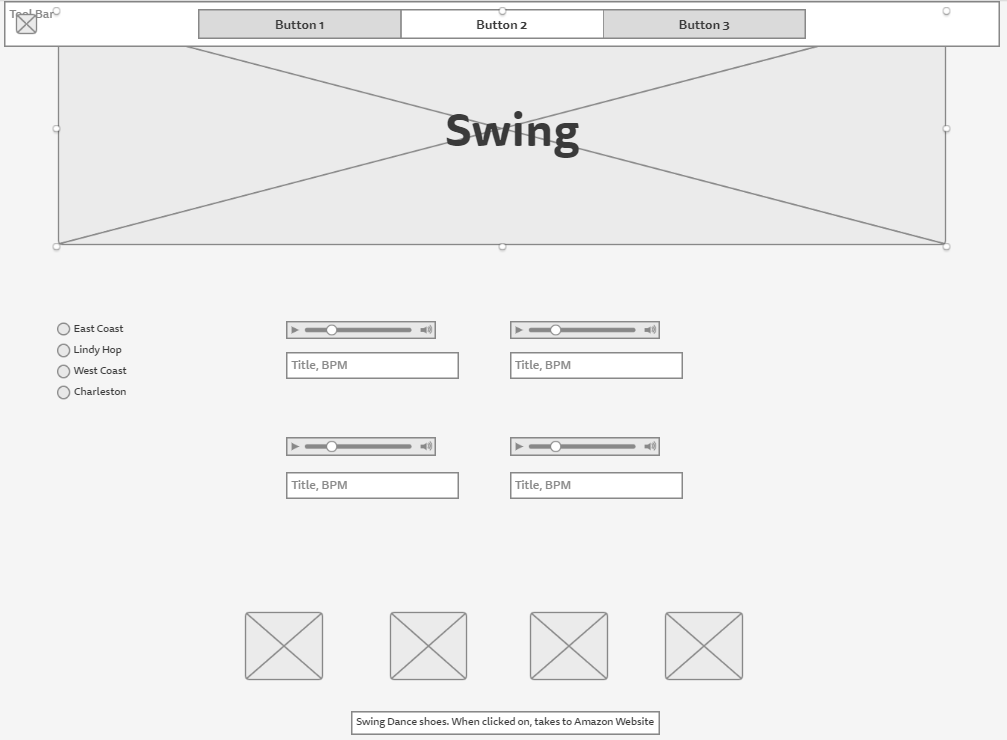 Tool Bar
Button 1
Button 2
Button 3
Swing
East Coast
Lindy Hop
West Coast
Charleston
Title, BPM
Title, BPM
Title, BPM
Title, BPM
Swing Dance shoes. When clicked on, takes to Amazon Website